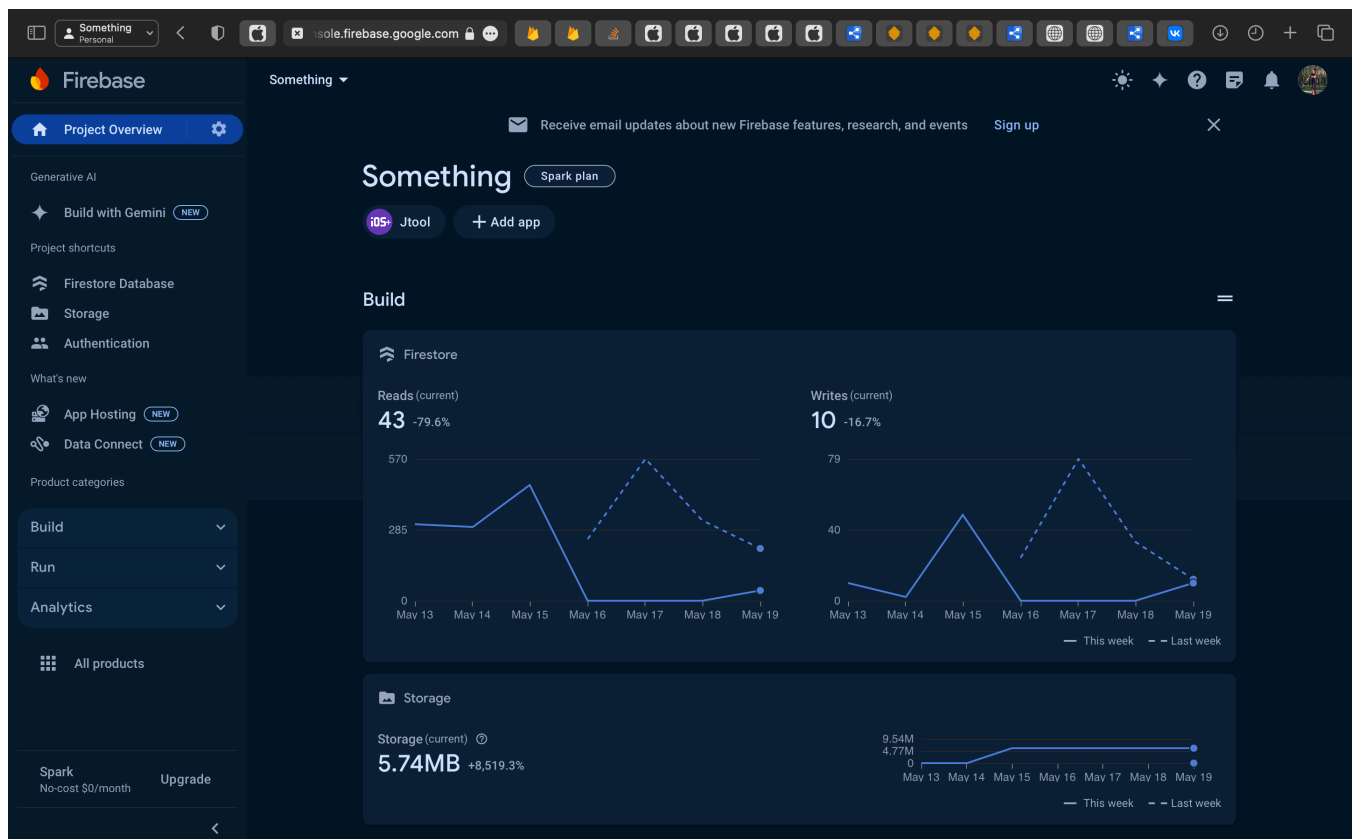 Something
Personal
sole.firebase.google.com
VK
Firebase
Something
Project Overview
Receive email updates about new Firebase features, research, and events Sign up
Generative AI
Build with Gemini NEW
Project shortcuts
Firestore Database
Storage
Authentication
What's new
App Hosting NEW
Data Connect NEW
Product categories
Build
Run
Analytics
All products
Spark
No-cost $0/month
Upgrade
Something Spark plan
iOS+ Jtool + Add app
Build
Firestore
Reads (current)
43 -79.6%
570
285
0
May 13 May 14 May 15 May 16 May 17 May 18 May 19
Writes (current)
10 -16.7%
79
40
0
May 13 May 14 May 15 May 16 May 17 May 18 May 19
This week Last week
Storage
Storage (current)
5.74MB +8,519.3%
9.54M
4.77M
0
May 13 May 14 May 15 May 16 May 17 May 18 May 19
This week Last week